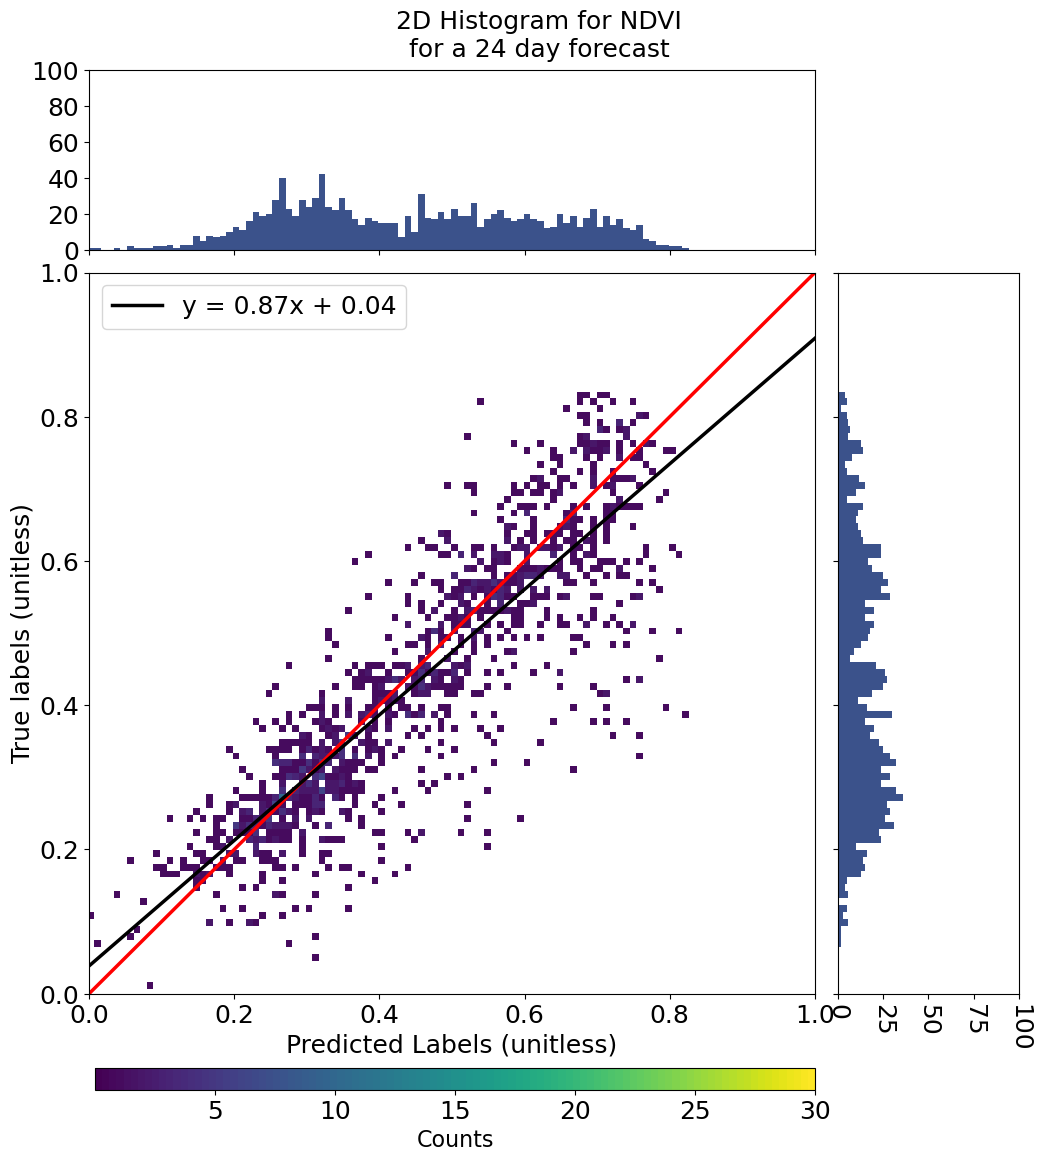 2D Histogram for NDVI
for a 24 day forecast
100
80
60
40
20
0
1.0
0.8
0.6
0.4
0.2
0.0
True labels (unitless)
y = 0.87x + 0.04
0.0 0.2 0.4 0.6 0.8 1.0
Predicted Labels (unitless)
0 25 50 75 100
5 10 15 20 25 30
Counts